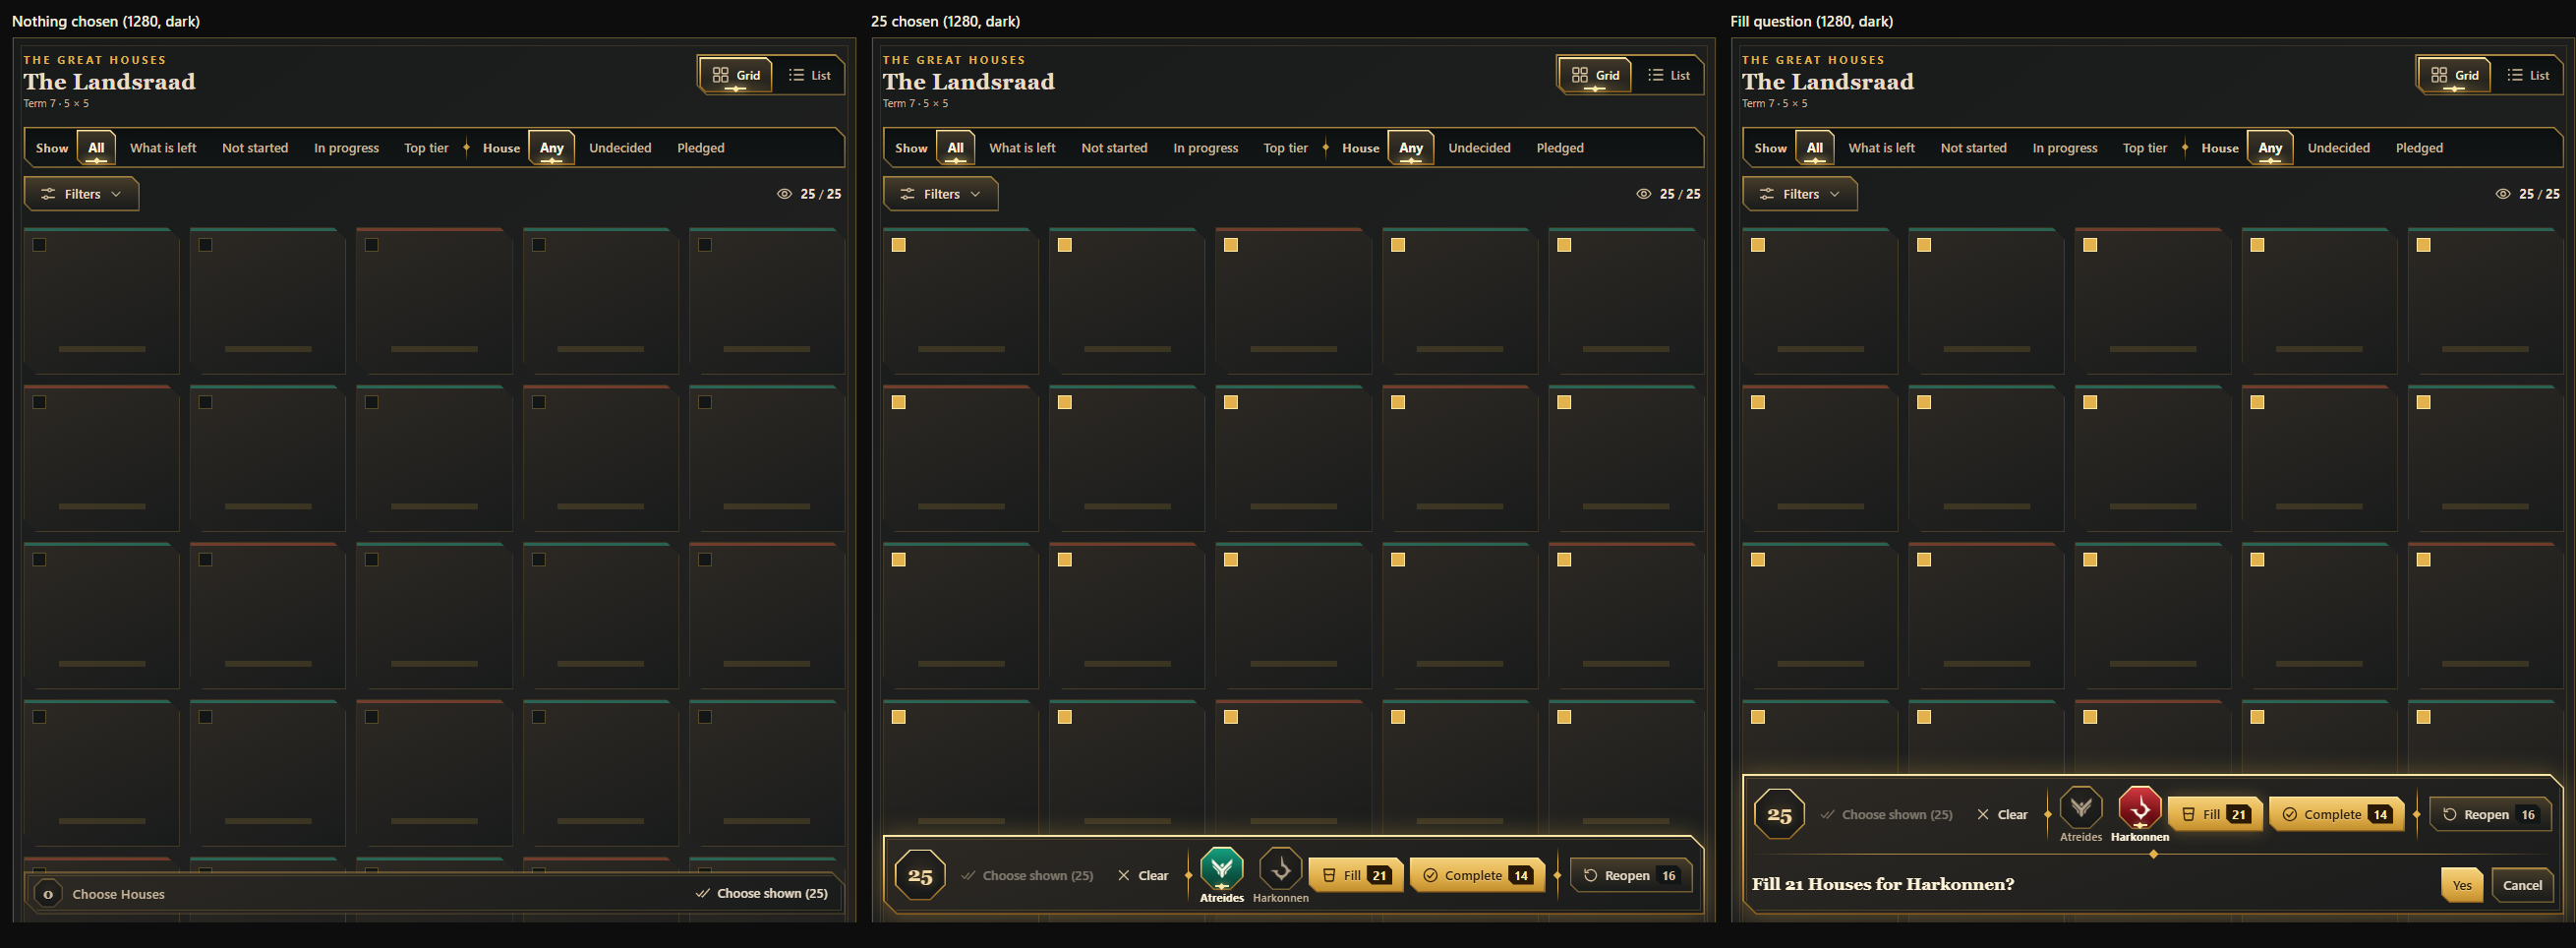 Nothing chosen (1280, dark)
THE GREAT HOUSES
The Landsraad
Term 7 · 5 × 5
Grid List
Show All What is left Not started In progress Top tier House Any Undecided Pledged
Filters 25 / 25
0 Choose Houses Choose shown (25)
25 chosen (1280, dark)
THE GREAT HOUSES
The Landsraad
Term 7 · 5 × 5
Grid List
Show All What is left Not started In progress Top tier House Any Undecided Pledged
Filters 25 / 25
25 Choose shown (25) Clear Atreides Harkonnen Fill 21 Complete 14 Reopen 16
Fill question (1280, dark)
THE GREAT HOUSES
The Landsraad
Term 7 · 5 × 5
Grid List
Show All What is left Not started In progress Top tier House Any Undecided Pledged
Filters 25 / 25
25 Choose shown (25) Clear Atreides Harkonnen Fill 21 Complete 14 Reopen 16
Fill 21 Houses for Harkonnen? Yes Cancel